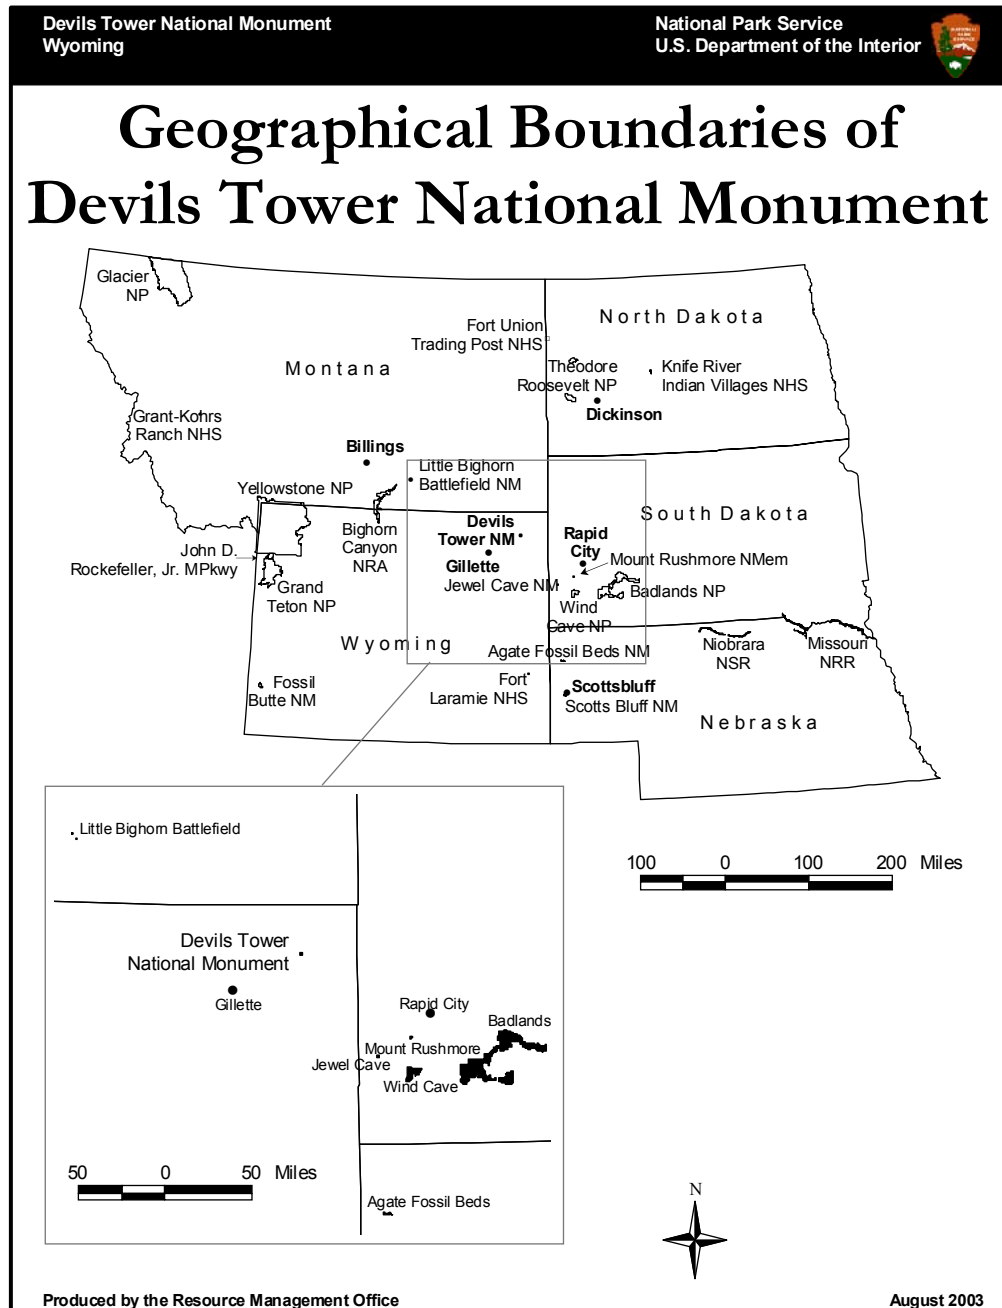 Devils Tower National Monument
Wyoming
National Park Service
U.S. Department of the Interior
Geographical Boundaries of
Devils Tower National Monument
Glacier
NP
North Dakota
Fort Union
Trading Post NHS
Montana
Theodore
Roosevelt NP
Knife River
Indian Villages NHS
Dickinson
Grant-Kohrs
Ranch NHS
Billings
Little Bighorn
Battlefield NM
Yellowstone NP
Bighorn
Canyon
NRA
Devils
Tower NM
Gillette
South Dakota
Rapid
City
John D.
Rockefeller, Jr. MPkwy
Mount Rushmore NMem
Jewel Cave NM
Grand
Teton NP
Badlands NP
Wind
Cave NP
Wyoming
Agate Fossil Beds NM
Niobrara
NSR
Missouri
NRR
Fossil
Butte NM
Fort
Laramie NHS
Scottsbluff
Scotts Bluff NM
Nebraska
Little Bighorn Battlefield
100 0 100 200 Miles
Devils Tower
National Monument
Gillette
Rapid City
Badlands
Mount Rushmore
Jewel Cave
Wind Cave
50 0 50 Miles
Agate Fossil Beds
N
Produced by the Resource Management Office
August 2003